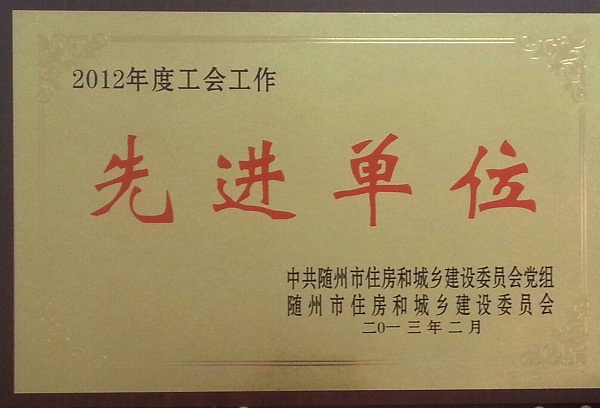 2012年度工会工作
先进单位
中共随州市住房和城乡建设委员会党组
随州市住房和城乡建设委员会
二0一三年二月